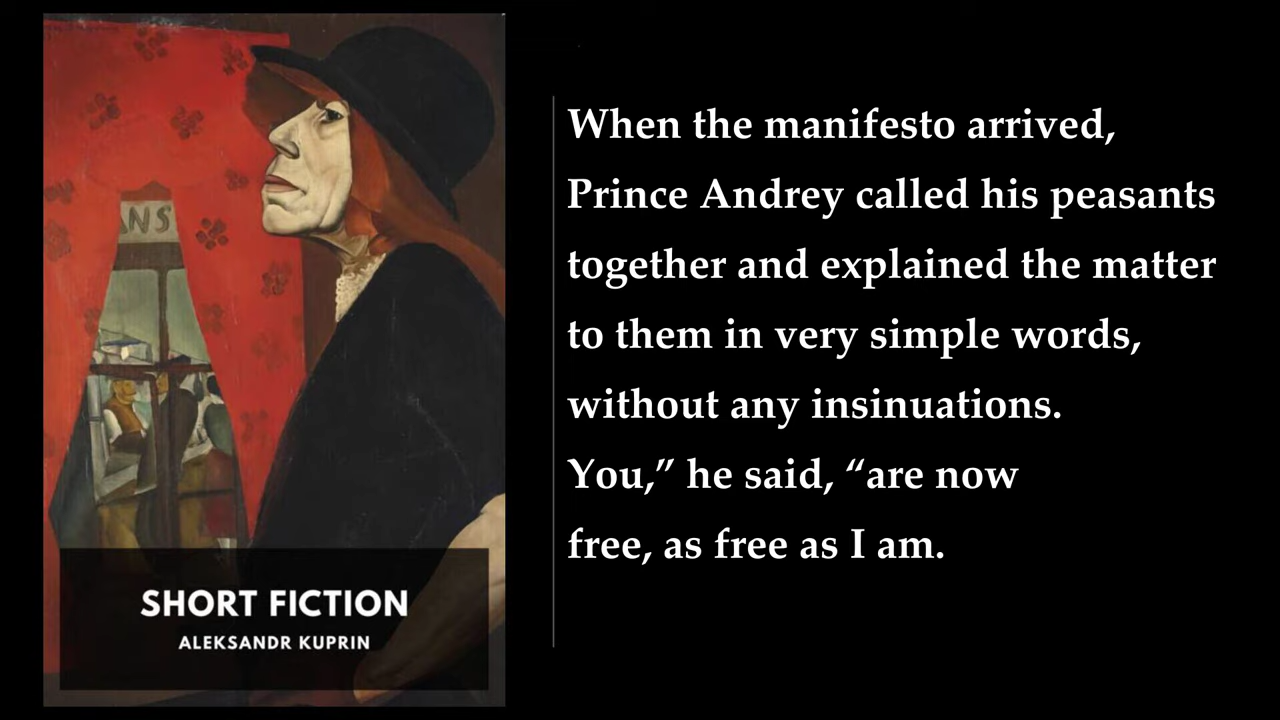 ANS
SHORT FICTION
ALEKSANDR KUPRIN
When the manifesto arrived,
Prince Andrey called his peasants
together and explained the matter
to them in very simple words,
without any insinuations.
You,” he said, “are now
free, as free as I am.